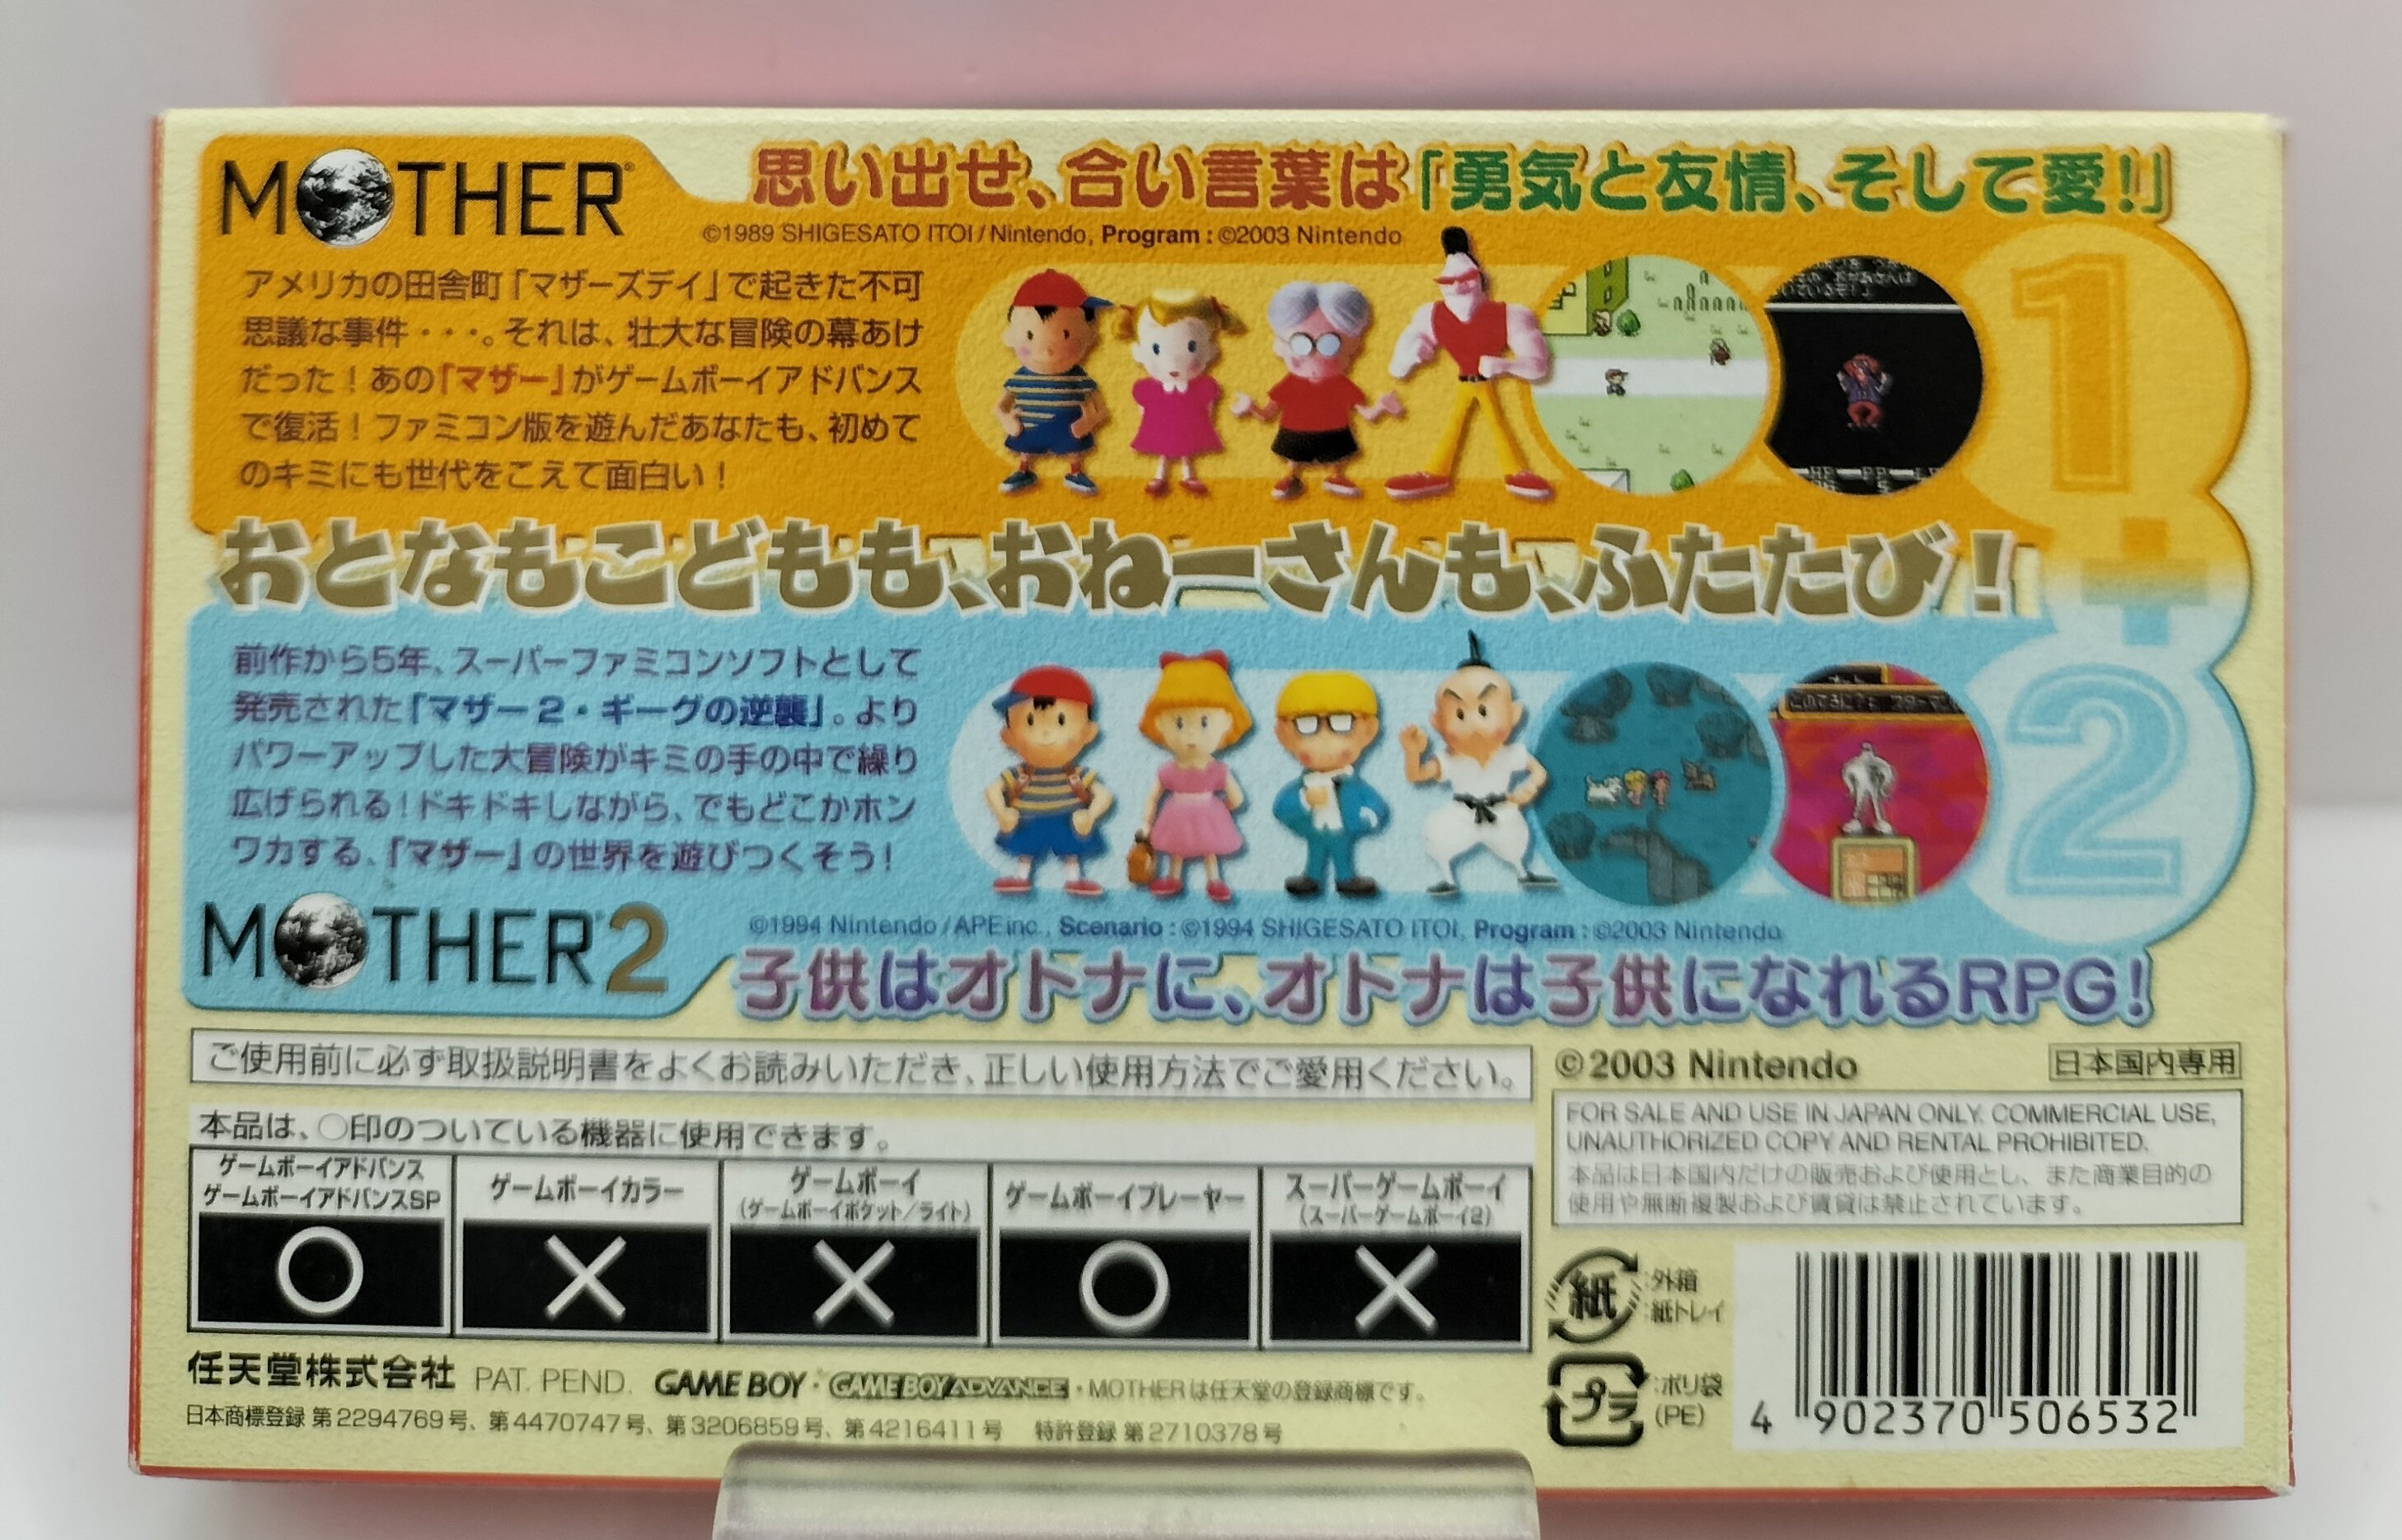 MOTHER
思い出せ、合い言葉は「勇気と友情、そして愛!」
©1989 SHIGESATO ITOI/Nintendo, Program : ©2003 Nintendo
アメリカの田舎町「マザーズデイ」で起きた不可
思議な事件・・・。それは、壮大な冒険の幕あけ
だった!あの「マザー」がゲームボーイアドバンス
で復活!ファミコン版を遊んだあなたも、初めて
のキミにも世代をこえて面白い!
1+2
おとなもこどもも、おねーさんも、ふたたび!
前作から5年、スーパーファミコンソフトとして
発売された「マザー2・ギーグの逆襲」。より
パワーアップした大冒険がキミの手の中で繰り
広げられる!ドキドキしながら、でもどこかホン
ワカする、「マザー」の世界を遊びつくそう!
MOTHER2
©1994 Nintendo/APE inc., Scenario : ©1994 SHIGESATO ITOI, Program : ©2003 Nintendo
子供はオトナに、オトナは子供になれるRPG!
ご使用前に必ず取扱説明書をよくお読みいただき、正しい使用方法でご愛用ください。
本品は、○印のついている機器に使用できます。
ゲームボーイアドバンス
ゲームボーイアドバンスSP
○
ゲームボーイカラー
×
ゲームボーイ
(ゲームボーイポケット/ライト)
×
ゲームボーイプレーヤー
○
スーパーゲームボーイ
(スーパーゲームボーイ2)
×
任天堂株式会社 PAT. PEND. GAME BOY・GAME BOY ADVANCE・MOTHERは任天堂の登録商標です。
日本商標登録 第2294769号、第4470747号、第3206859号、第4216411号 特許登録 第2710378号
©2003 Nintendo
日本国内専用
FOR SALE AND USE IN JAPAN ONLY. COMMERCIAL USE,
UNAUTHORIZED COPY AND RENTAL PROHIBITED.
本品は日本国内だけの販売および使用とし、また商業目的の
使用や無断複製および賃貸は禁止されています。
紙
:外箱
:紙トレイ
プラ
:ポリ袋
(PE)
4 902370 506532